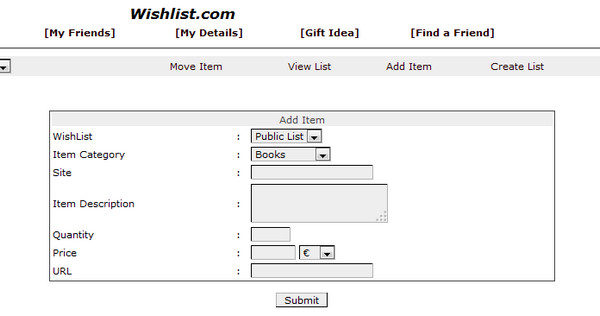 Wishlist.com
[My Friends] [My Details] [Gift Idea] [Find a Friend]
Move Item View List Add Item Create List
Add Item
WishList : Public List
Item Category : Books
Site :
Item Description :
Quantity :
Price : €
URL :
Submit